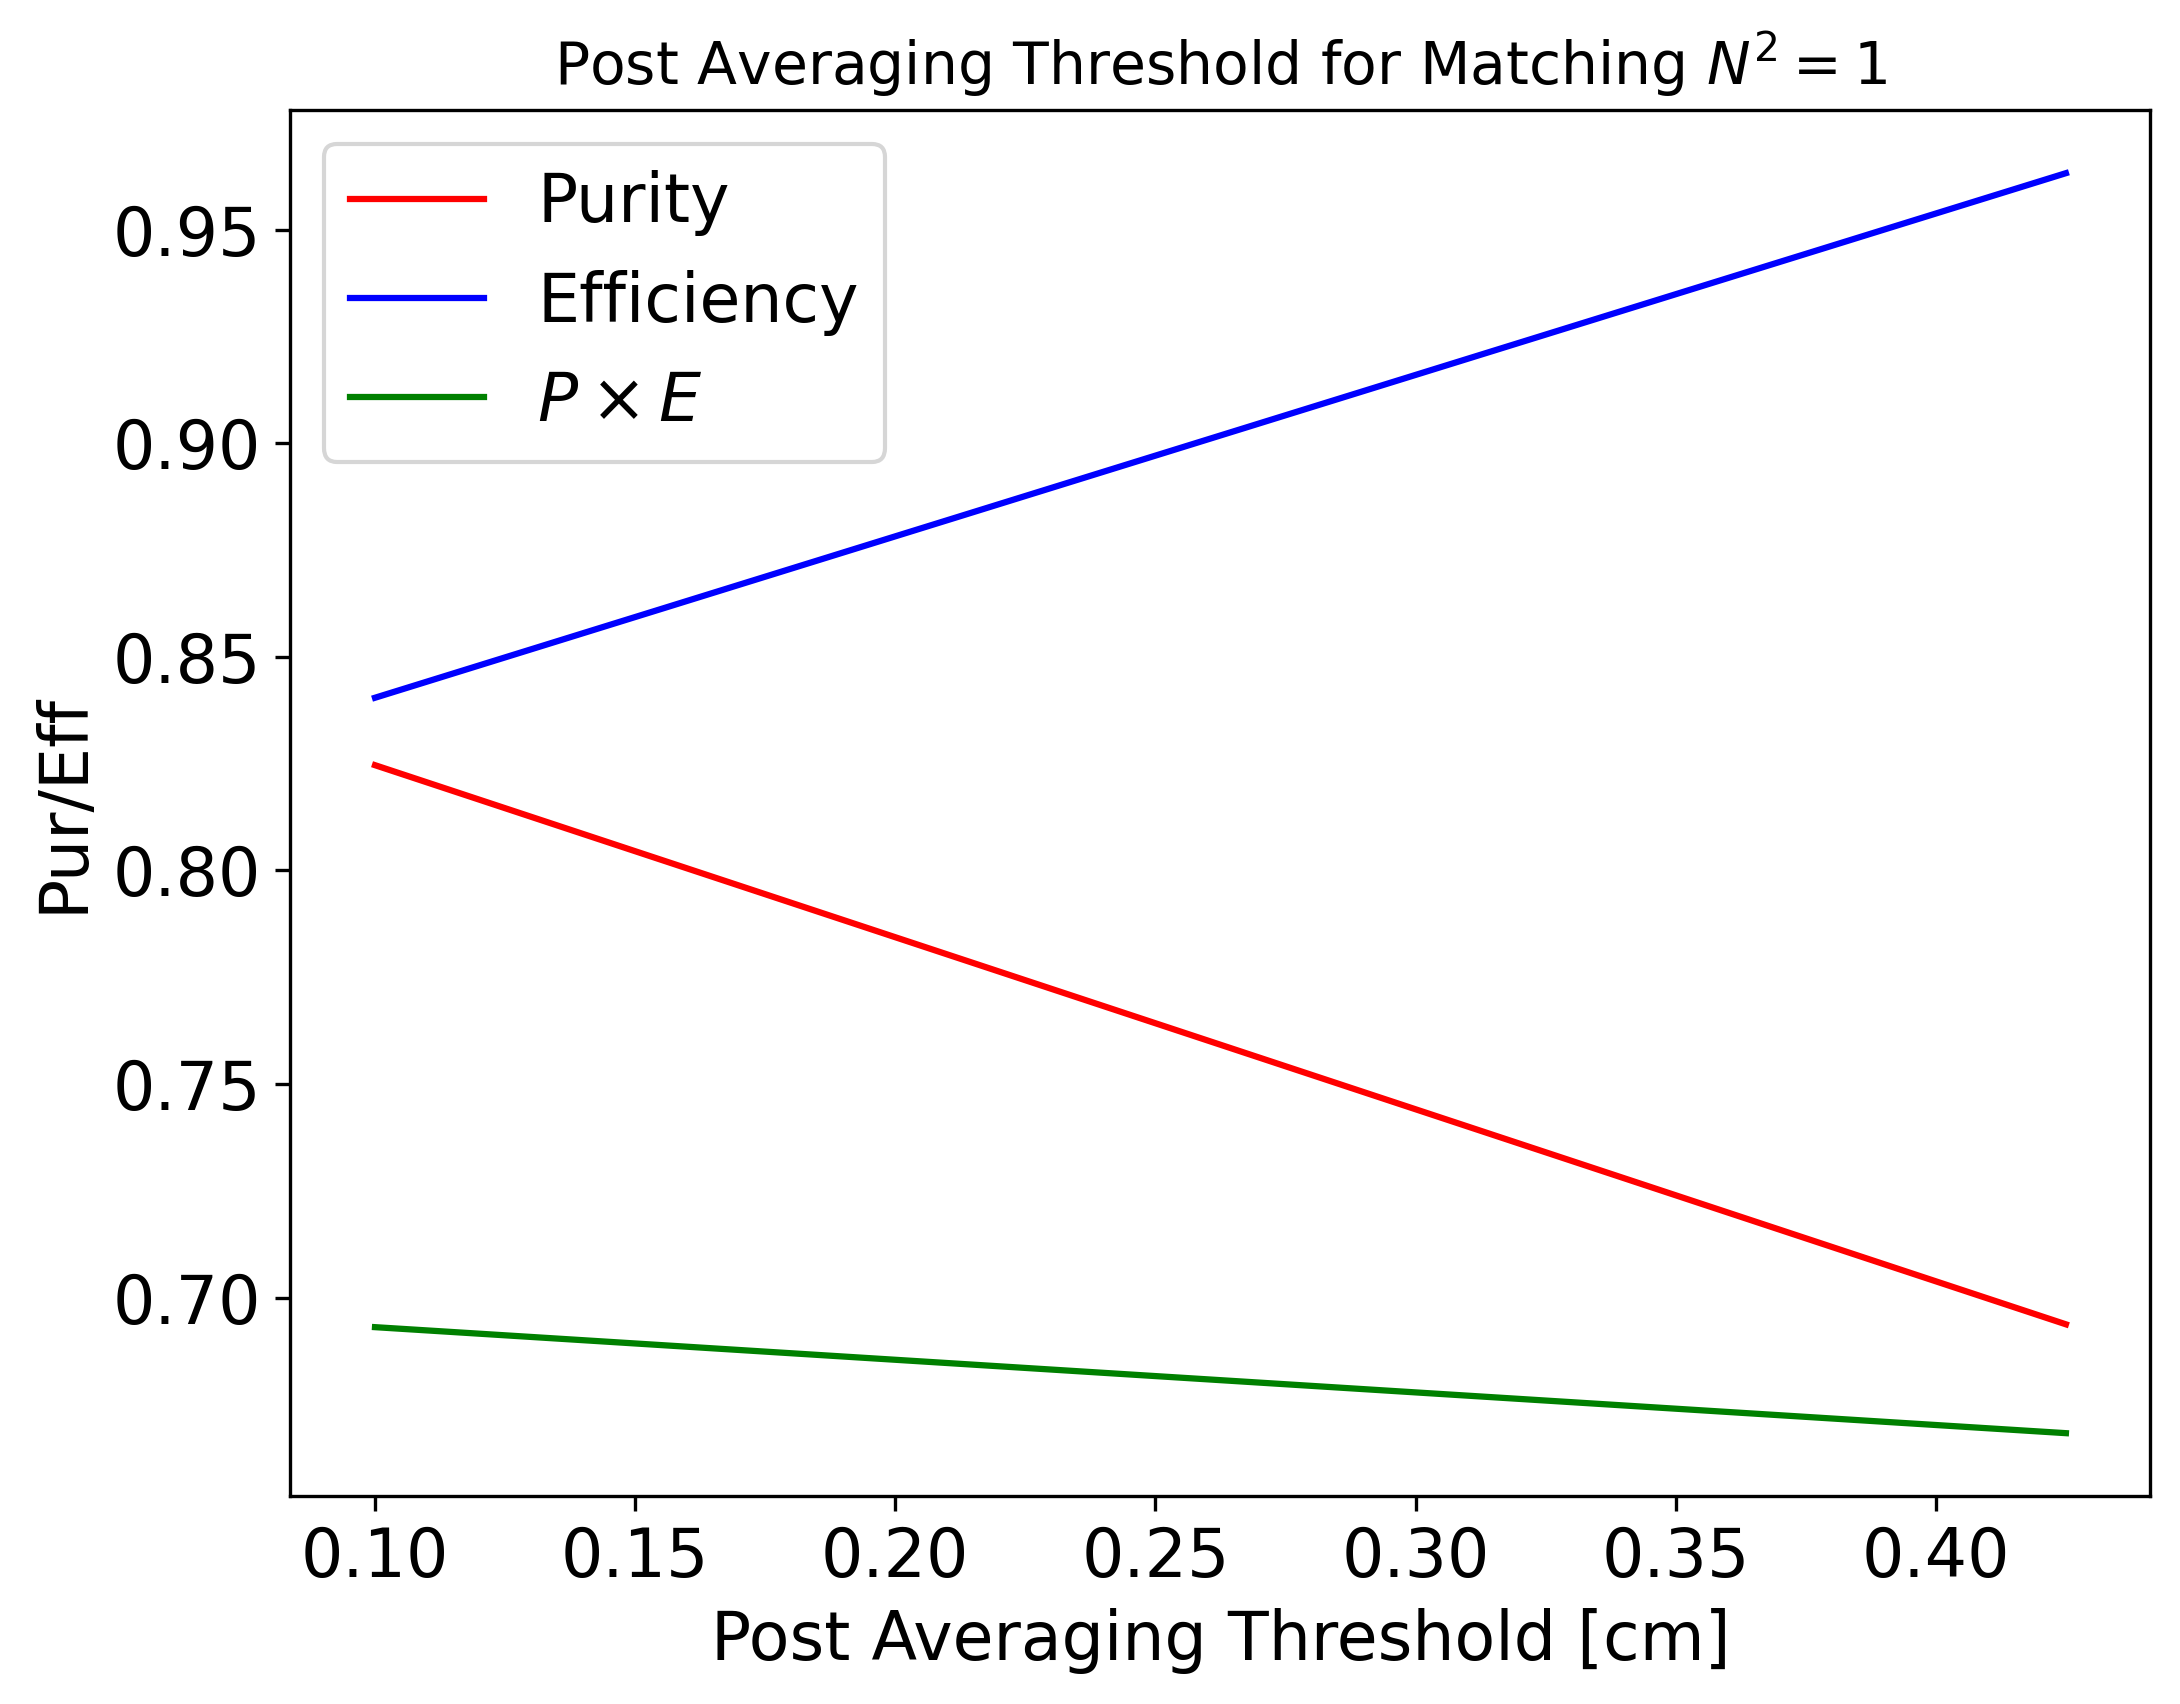 Post Averaging Threshold for Matching N² = 1
Purity
Efficiency
P × E
Pur/Eff
0.95
0.90
0.85
0.80
0.75
0.70
0.10 0.15 0.20 0.25 0.30 0.35 0.40
Post Averaging Threshold [cm]